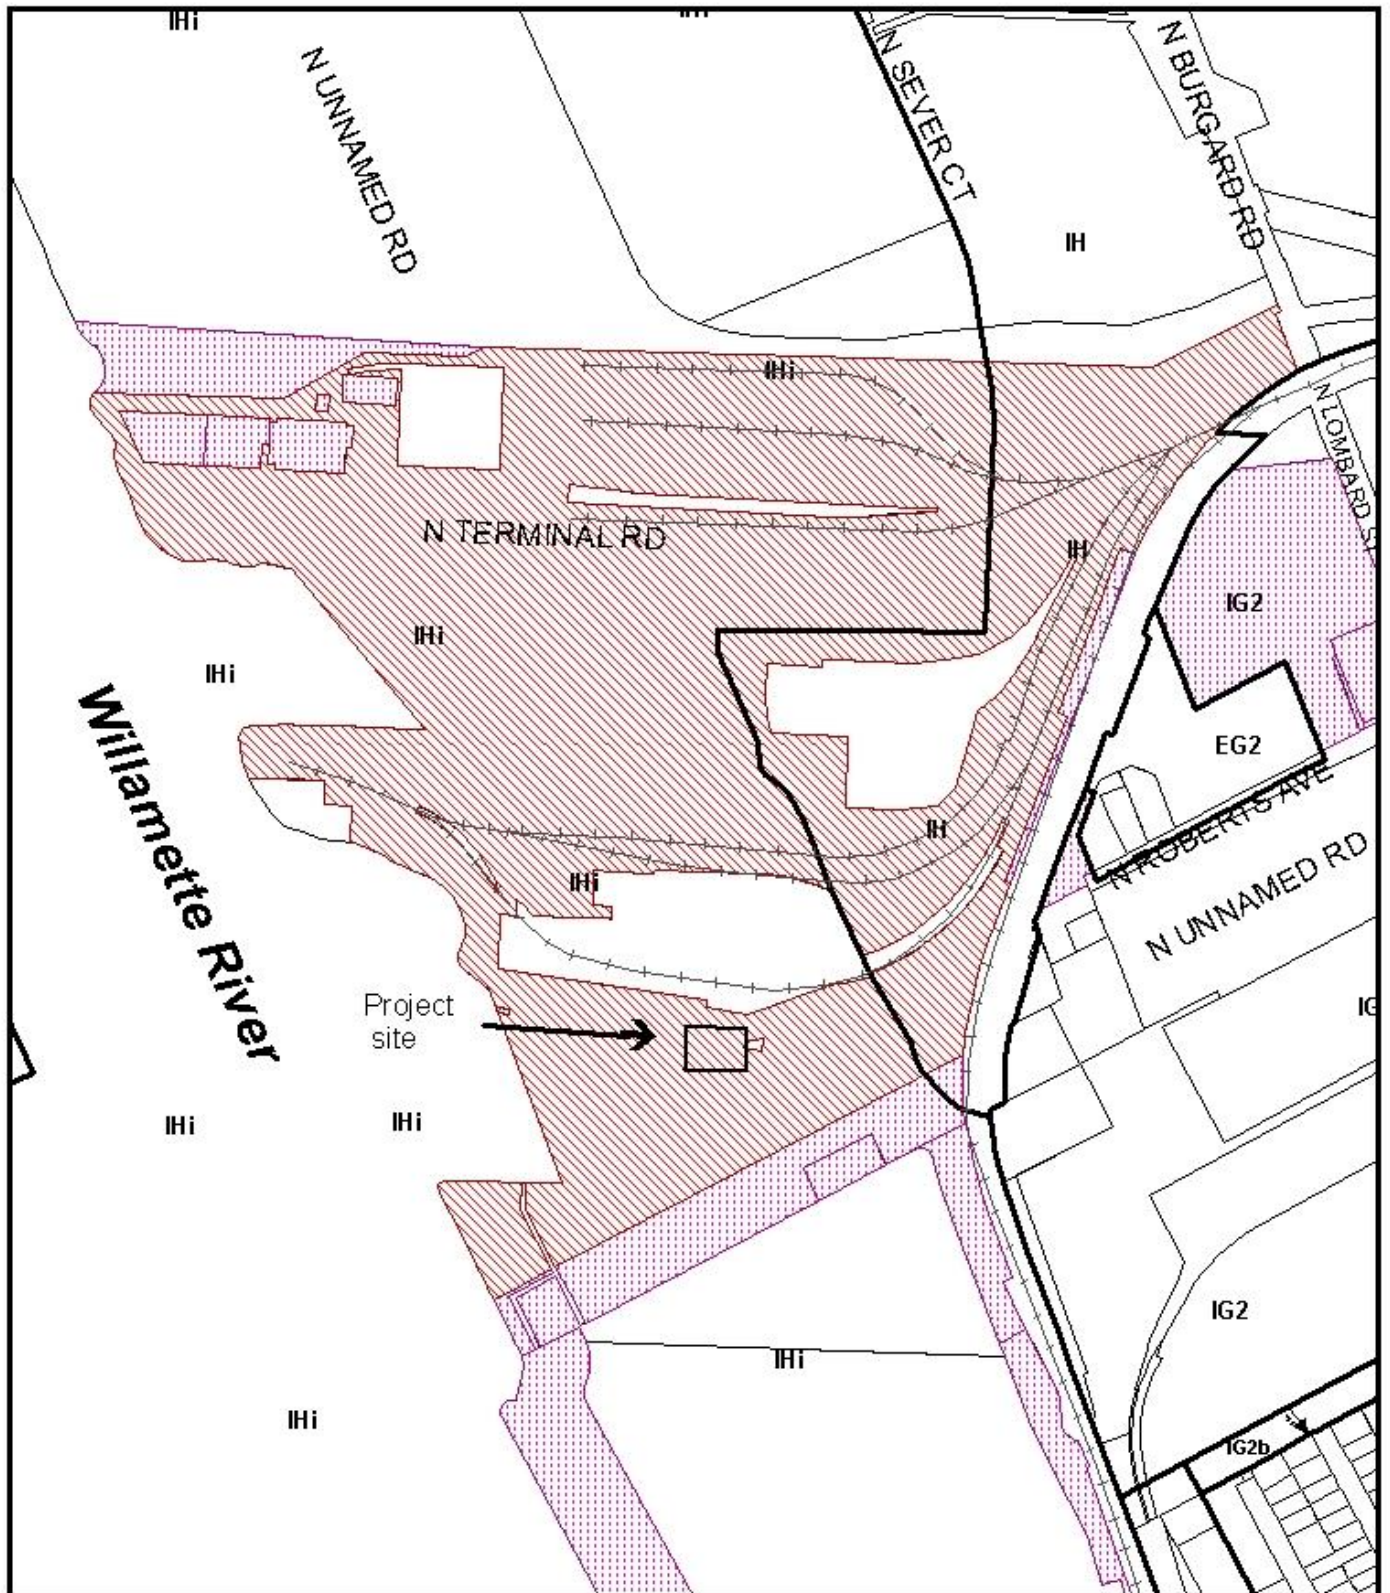 IHi
N UNNAMED RD
N SEVER CT
N BURGARD RD
IH
IHi
N LOMBARD S
N TERMINAL RD
IH
IG2
IHi
IHi
EG2
Willamette River
N ROBERTS AVE
IH
N UNNAMED RD
IHi
Project
site
IG
IHi
IHi
IG2
IHi
IHi
IG2b